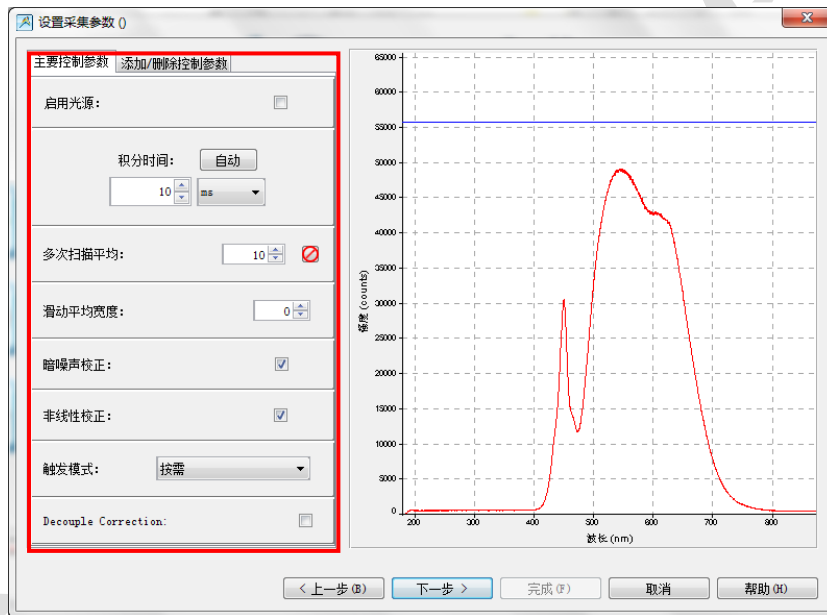 设置采集参数 ()
主要控制参数 添加/删除控制参数
启用光源:
积分时间: 自动
10 ms
多次扫描平均: 10
滑动平均宽度: 0
暗噪声校正:
非线性校正:
触发模式: 按需
Decouple Correction:
65000
60000
55000
50000
45000
40000
35000
30000
25000
20000
15000
10000
5000
0
强度 (counts)
200 300 400 500 600 700 800
波长 (nm)
< 上一步(B) 下一步 > 完成(F) 取消 帮助(H)